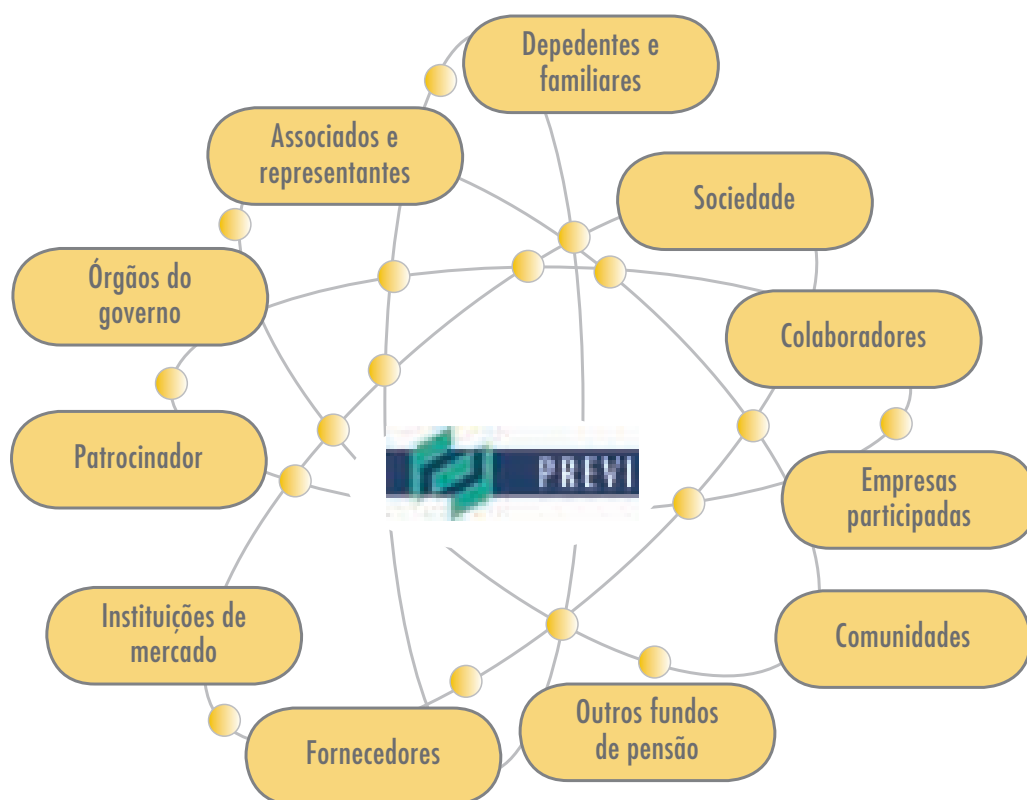 Depedentes e
familiares
Associados e
representantes
Sociedade
Órgãos do
governo
Colaboradores
Patrocinador
PREVI
Empresas
participadas
Instituições de
mercado
Comunidades
Outros fundos
de pensão
Fornecedores